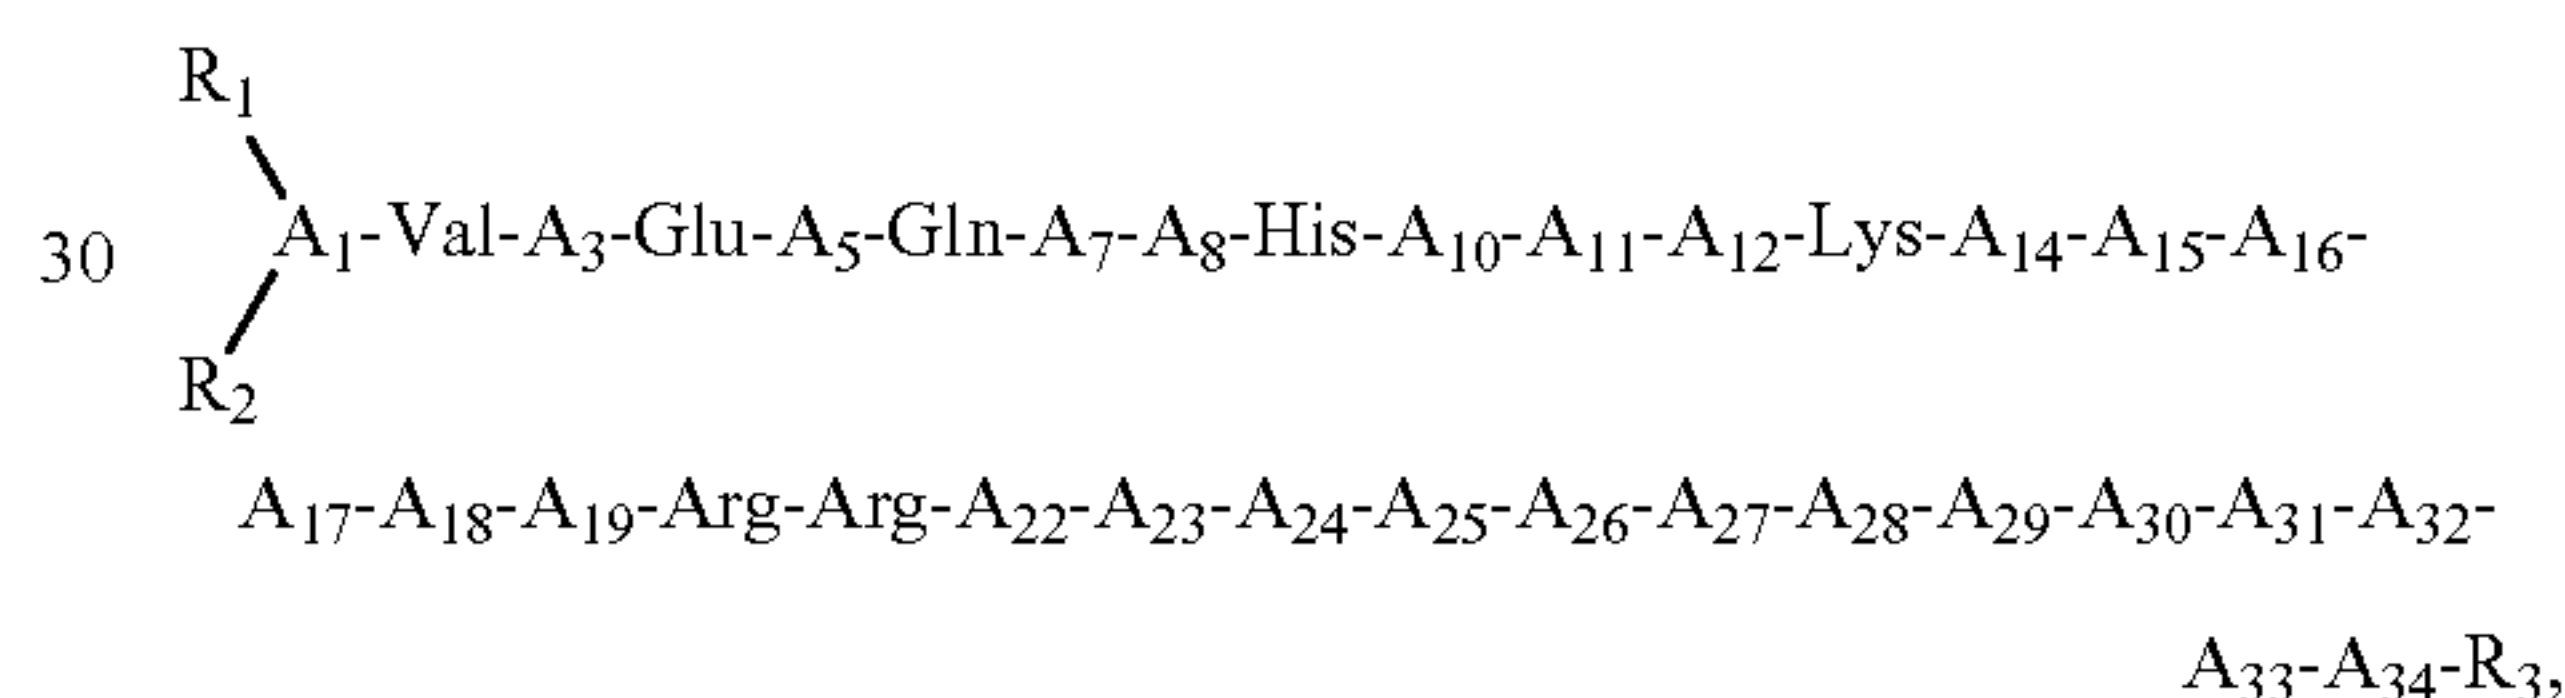 R1
30 A1-Val-A3-Glu-A5-Gln-A7-A8-His-A10-A11-A12-Lys-A14-A15-A16-
R2
A17-A18-A19-Arg-Arg-A22-A23-A24-A25-A26-A27-A28-A29-A30-A31-A32-
A33-A34-R3,